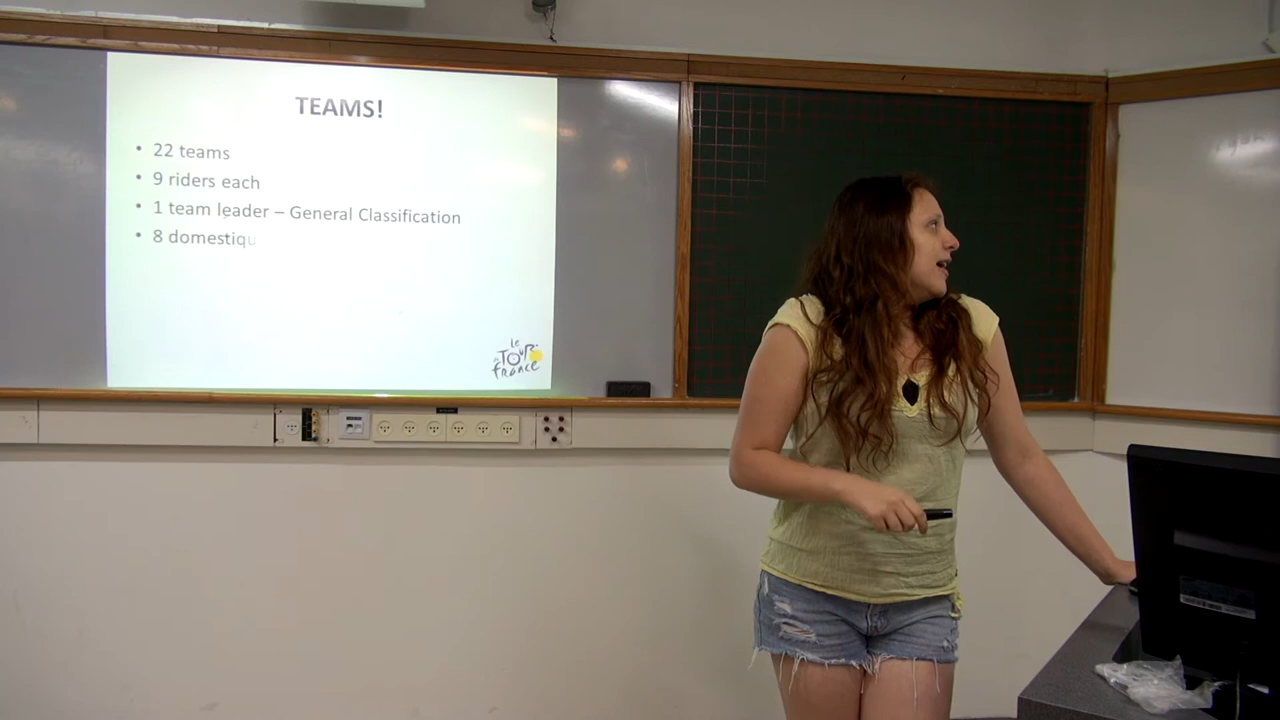 TEAMS!
• 22 teams
• 9 riders each
• 1 team leader – General Classification
• 8 domestiqu
le
TOUR
de
france